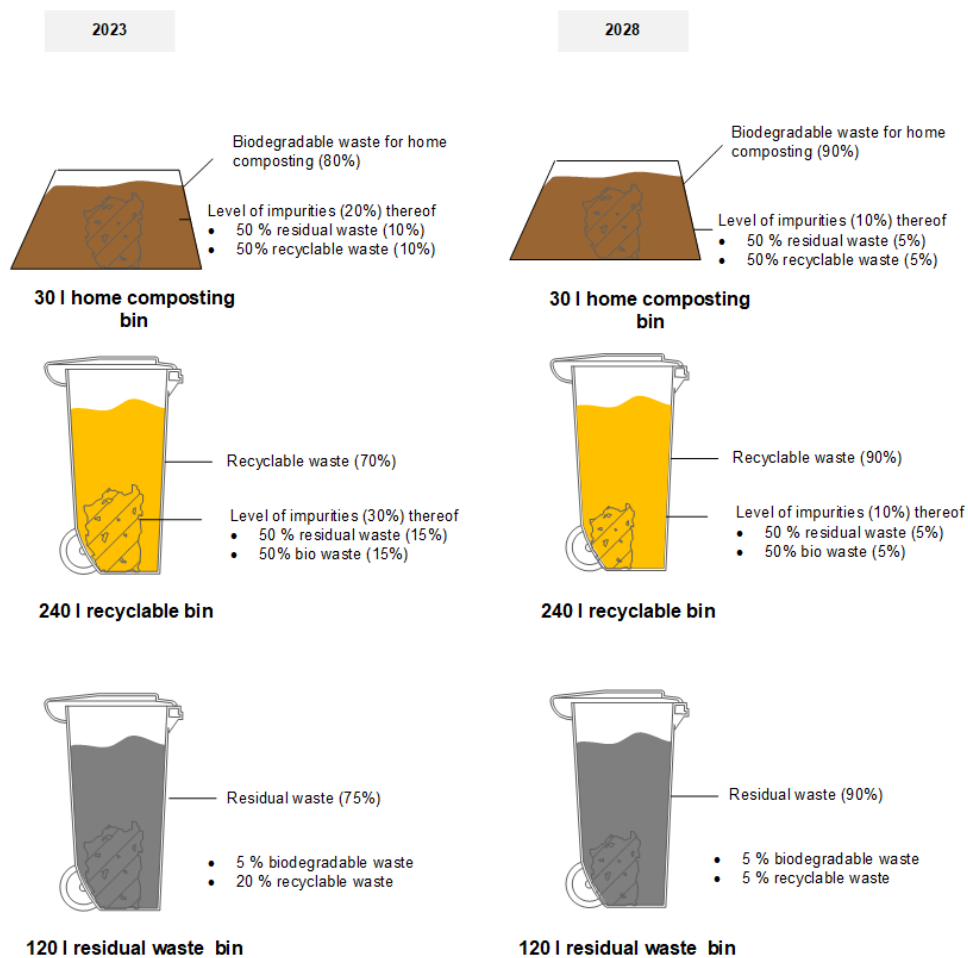 2023
2028
Biodegradable waste for home
composting (80%)
Level of impurities (20%) thereof
• 50 % residual waste (10%)
• 50% recyclable waste (10%)
30 l home composting
bin
Biodegradable waste for home
composting (90%)
Level of impurities (10%) thereof
• 50 % residual waste (5%)
• 50% recyclable waste (5%)
30 l home composting
bin
Recyclable waste (70%)
Level of impurities (30%) thereof
• 50 % residual waste (15%)
• 50% bio waste (15%)
240 l recyclable bin
Recyclable waste (90%)
Level of impurities (10%) thereof
• 50 % residual waste (5%)
• 50% bio waste (5%)
240 l recyclable bin
Residual waste (75%)
• 5 % biodegradable waste
• 20 % recyclable waste
120 l residual waste bin
Residual waste (90%)
• 5 % biodegradable waste
• 5 % recyclable waste
120 l residual waste bin